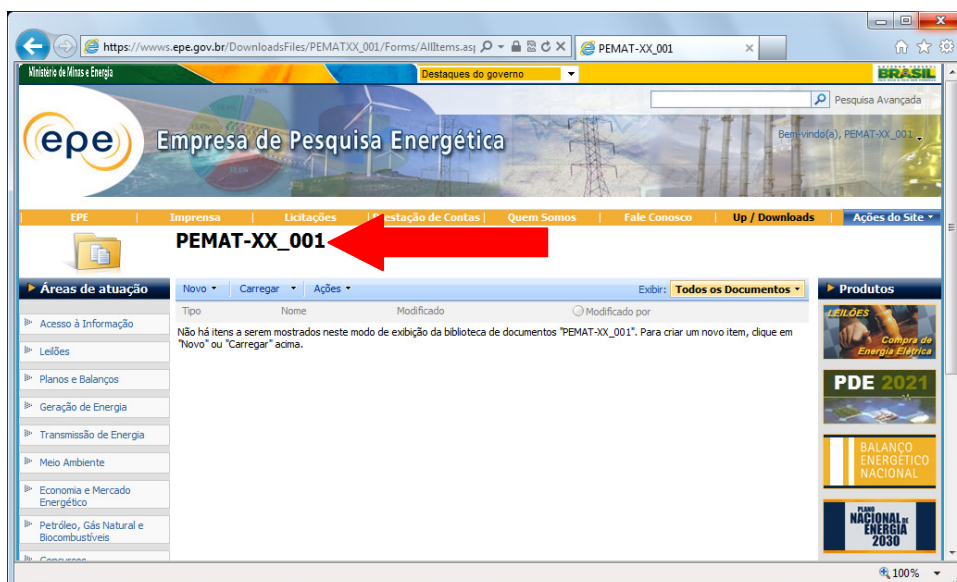 https://wwws.epe.gov.br/DownloadsFiles/PEMATXX_001/Forms/AllItems.asp
PEMAT-XX_001
Ministério de Minas e Energia
Destaques do governo
BRASIL
Pesquisa Avançada
epe
Empresa de Pesquisa Energética
Bem-vindo(a), PEMAT-XX_001
EPE | Imprensa | Licitações | Prestação de Contas | Quem Somos | Fale Conosco | Up / Downloads | Ações do Site
PEMAT-XX_001
Áreas de atuação
Novo Carregar Ações Exibir: Todos os Documentos
Produtos
Tipo Nome Modificado Modificado por
Não há itens a serem mostrados neste modo de exibição da biblioteca de documentos "PEMAT-XX_001". Para criar um novo item, clique em
"Novo" ou "Carregar" acima.
Acesso à Informação
Leilões
Planos e Balanços
Geração de Energia
Transmissão de Energia
Meio Ambiente
Economia e Mercado
Energético
Petróleo, Gás Natural e
Biocombustíveis
Concursos
LEILÕES
Compra de
Energia Elétrica
PDE 2021
BALANÇO
ENERGÉTICO
NACIONAL
PLANO
NACIONAL DE
ENERGIA
2030
100%